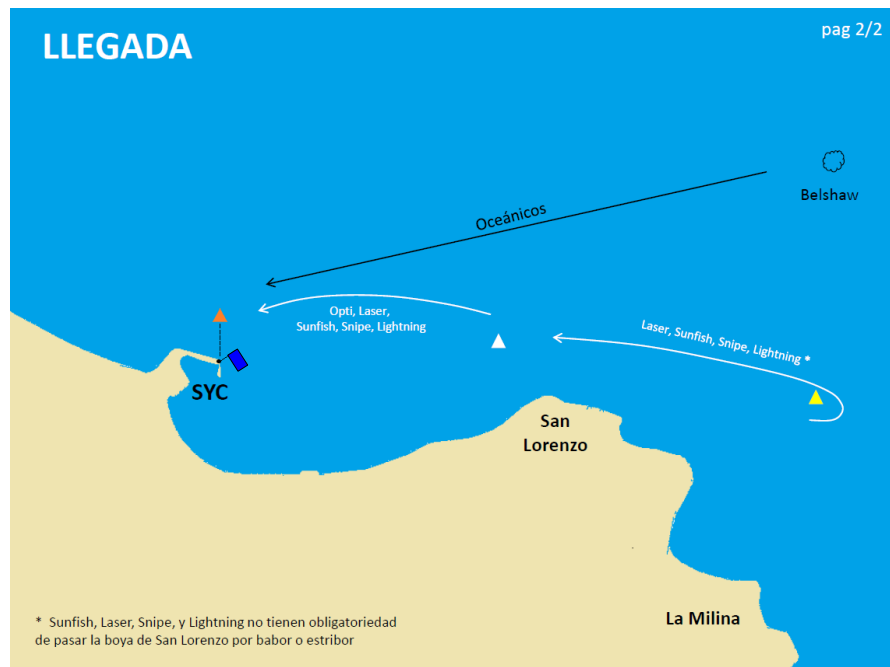 LLEGADA
pag 2/2
Belshaw
Oceánicos
Opti, Laser,
Sunfish, Snipe, Lightning
Laser, Sunfish, Snipe, Lightning *
SYC
San
Lorenzo
La Milina
* Sunfish, Laser, Snipe, y Lightning no tienen obligatoriedad
de pasar la boya de San Lorenzo por babor o estribor